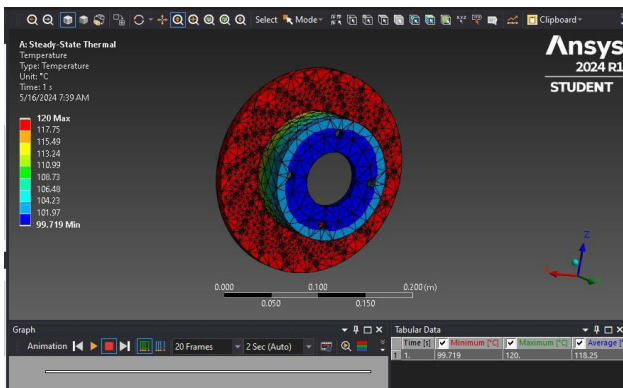 Select Mode Clipboard
A: Steady-State Thermal
Temperature
Type: Temperature
Unit: °C
Time: 1 s
5/16/2024 7:39 AM
Ansys
2024 R1
STUDENT
120 Max
117.75
115.49
113.24
110.99
108.73
106.48
104.23
101.97
99.719 Min
Z
0.000 0.100 0.200 (m)
0.050 0.150
Graph
Animation 20 Frames 2 Sec (Auto)
Tabular Data
Time [s] Minimum [°C] Maximum [°C] Average [°
1 1. 99.719 120. 118.25